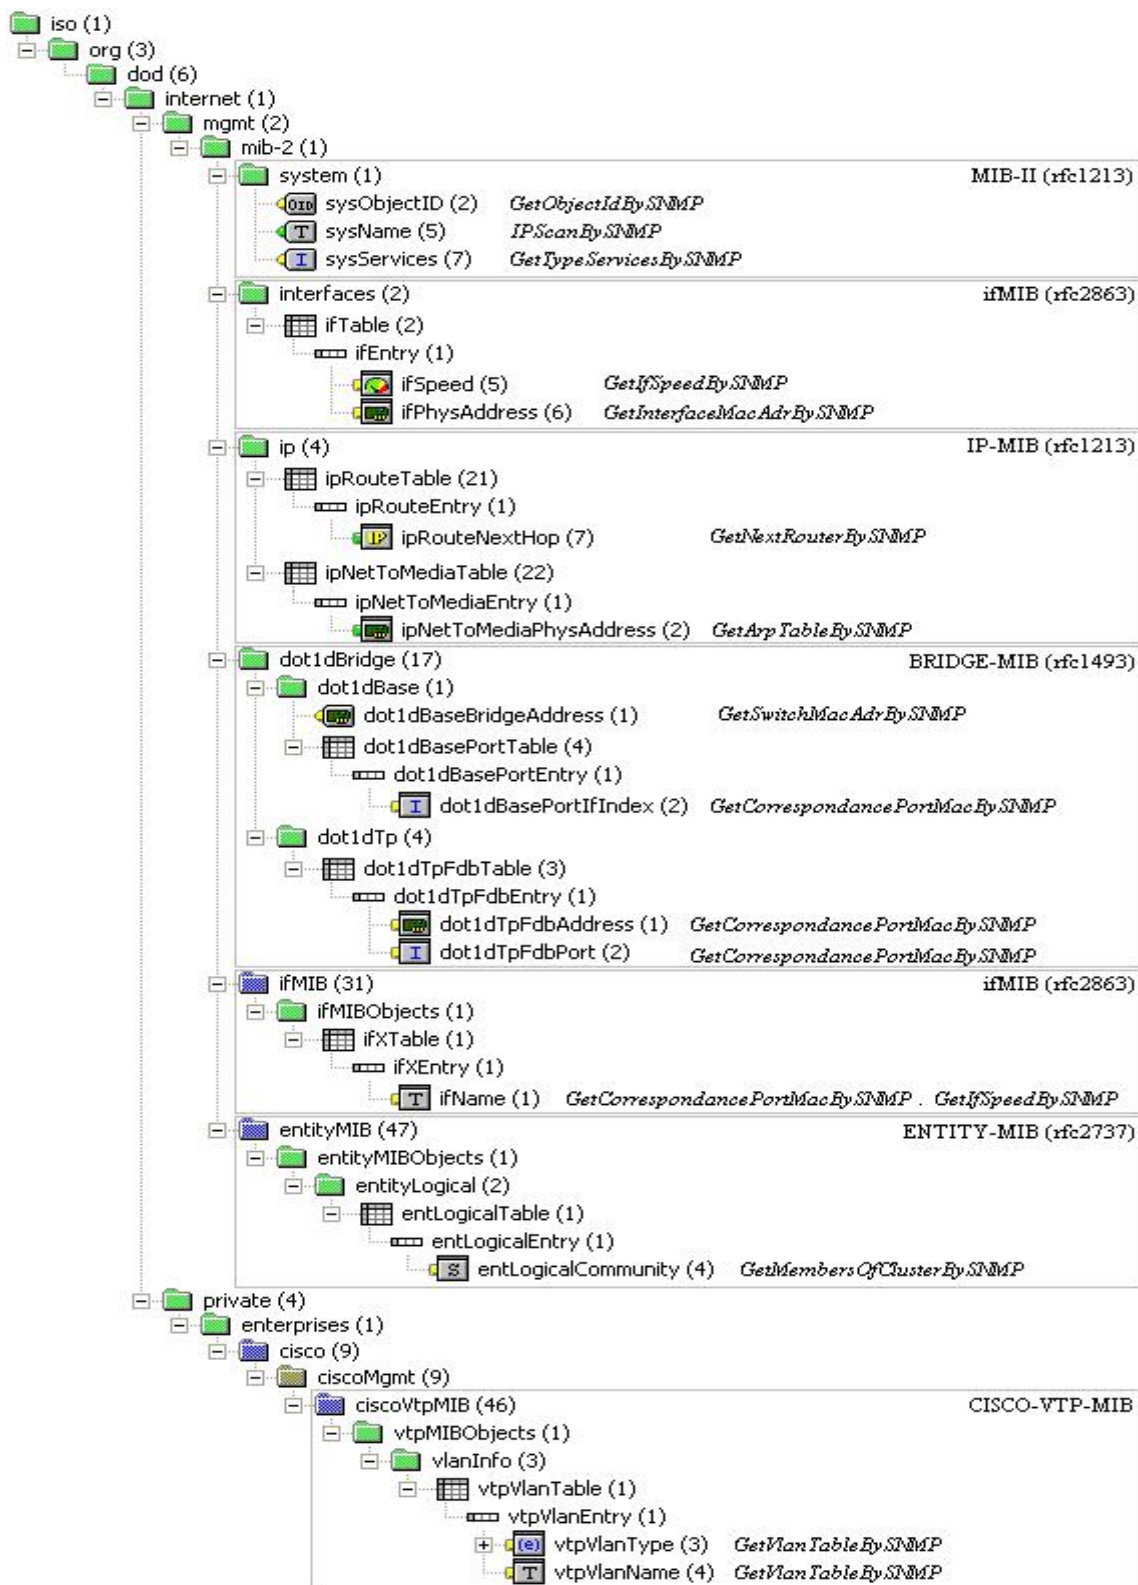 iso (1)
org (3)
dod (6)
internet (1)
mgmt (2)
mib-2 (1)
system (1) MIB-II (rfc1213)
OID sysObjectID (2) GetObjectIdBySNMP
T sysName (5) IPScanBySNMP
I sysServices (7) GetTypeServicesBySNMP
interfaces (2) ifMIB (rfc2863)
ifTable (2)
ifEntry (1)
ifSpeed (5) GetIfSpeedBySNMP
ifPhysAddress (6) GetInterfaceMacAdrBySNMP
ip (4) IP-MIB (rfc1213)
ipRouteTable (21)
ipRouteEntry (1)
IP ipRouteNextHop (7) GetNextRouterBySNMP
ipNetToMediaTable (22)
ipNetToMediaEntry (1)
ipNetToMediaPhysAddress (2) GetArpTableBySNMP
dot1dBridge (17) BRIDGE-MIB (rfc1493)
dot1dBase (1)
dot1dBaseBridgeAddress (1) GetSwitchMacAdrBySNMP
dot1dBasePortTable (4)
dot1dBasePortEntry (1)
I dot1dBasePortIfIndex (2) GetCorrespondancePortMacBySNMP
dot1dTp (4)
dot1dTpFdbTable (3)
dot1dTpFdbEntry (1)
dot1dTpFdbAddress (1) GetCorrespondancePortMacBySNMP
I dot1dTpFdbPort (2) GetCorrespondancePortMacBySNMP
ifMIB (31) ifMIB (rfc2863)
ifMIBObjects (1)
ifXTable (1)
ifXEntry (1)
T ifName (1) GetCorrespondancePortMacBySNMP . GetIfSpeedBySNMP
entityMIB (47) ENTITY-MIB (rfc2737)
entityMIBObjects (1)
entityLogical (2)
entLogicalTable (1)
entLogicalEntry (1)
S entLogicalCommunity (4) GetMembersOfClusterBySNMP
private (4)
enterprises (1)
cisco (9)
ciscoMgmt (9)
ciscoVtpMIB (46) CISCO-VTP-MIB
vtpMIBObjects (1)
vlanInfo (3)
vtpVlanTable (1)
vtpVlanEntry (1)
(e) vtpVlanType (3) GetVlanTableBySNMP
T vtpVlanName (4) GetVlanTableBySNMP